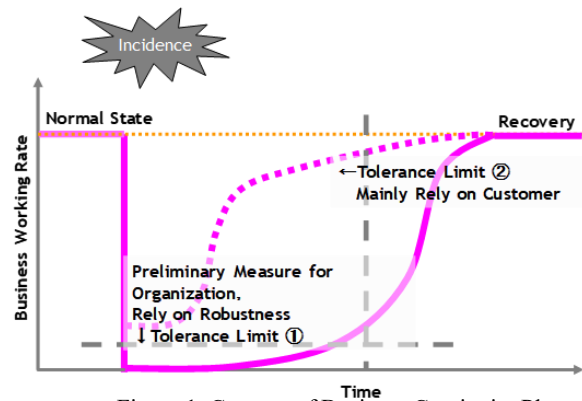 Incidence
Normal State
Recovery
Business Working Rate
←Tolerance Limit ②
Mainly Rely on Customer
Preliminary Measure for
Organization,
Rely on Robustness
↓ Tolerance Limit ①
Time